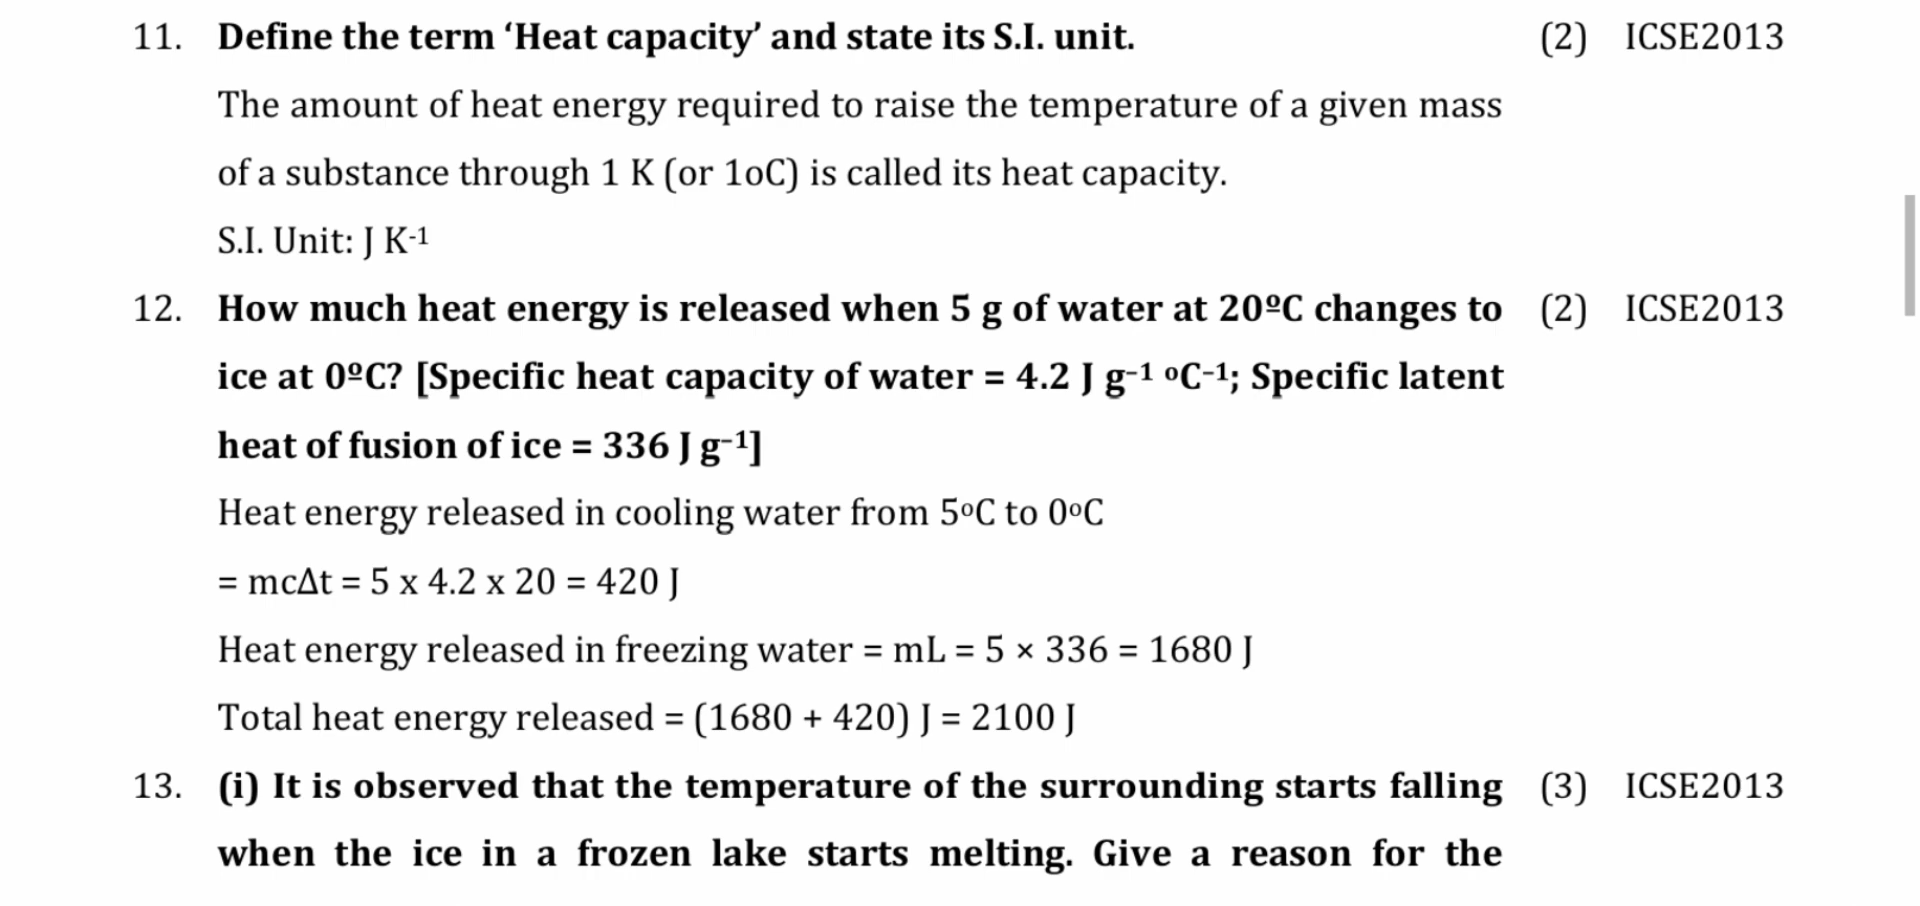 11. Define the term ‘Heat capacity’ and state its S.I. unit. (2) ICSE2013
The amount of heat energy required to raise the temperature of a given mass
of a substance through 1 K (or 1oC) is called its heat capacity.
S.I. Unit: J K⁻¹
12. How much heat energy is released when 5 g of water at 20ºC changes to (2) ICSE2013
ice at 0ºC? [Specific heat capacity of water = 4.2 J g⁻¹ ᵒC⁻¹; Specific latent
heat of fusion of ice = 336 J g⁻¹]
Heat energy released in cooling water from 5ᵒC to 0ᵒC
= mcΔt = 5 x 4.2 x 20 = 420 J
Heat energy released in freezing water = mL = 5 × 336 = 1680 J
Total heat energy released = (1680 + 420) J = 2100 J
13. (i) It is observed that the temperature of the surrounding starts falling (3) ICSE2013
when the ice in a frozen lake starts melting. Give a reason for the